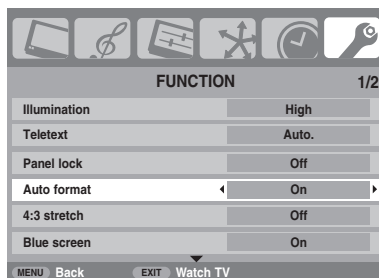 FUNCTION 1/2
Illumination High
Teletext Auto.
Panel lock Off
Auto format On
4:3 stretch Off
Blue screen On
MENU Back EXIT Watch TV